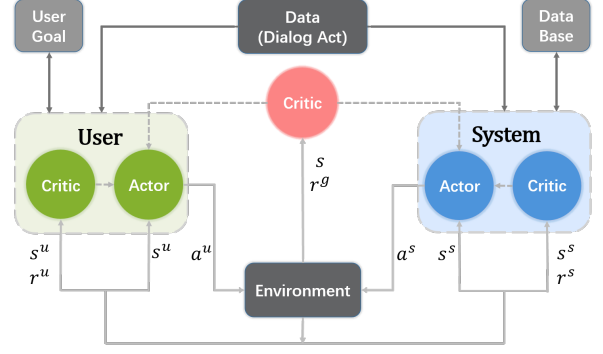 User
Goal
Data
(Dialog Act)
Data
Base
Critic
User
System
Critic
Actor
Actor
Critic
s
r^g
s^u
r^u
s^u
a^u
Environment
a^s
s^s
s^s
r^s